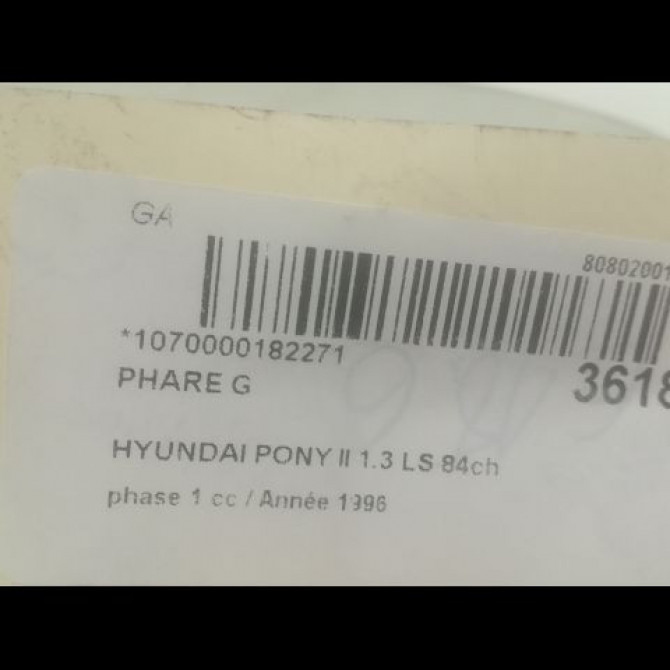 GA
80802001
*1070000182271
PHARE G
3618
HYUNDAI PONY II 1.3 LS 84ch
phase 1 cc / Année 1996